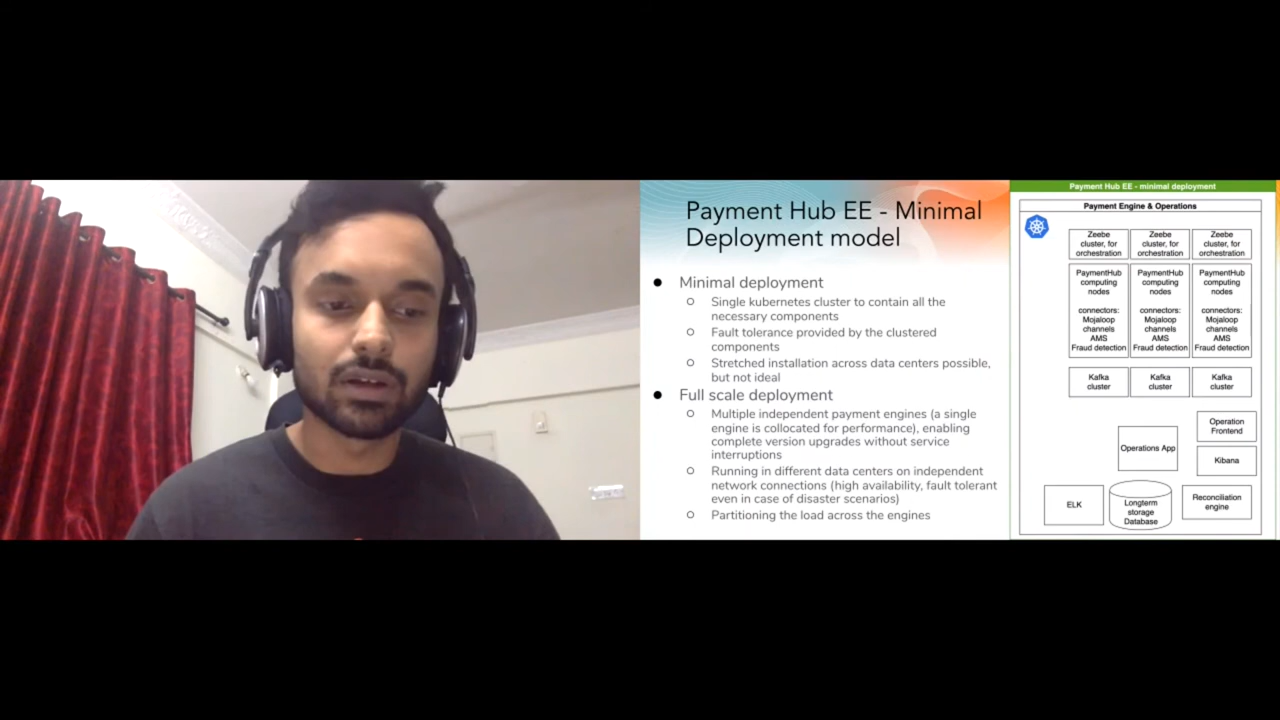 Payment Hub EE - Minimal
Deployment model
Minimal deployment
Single kubernetes cluster to contain all the
necessary components
Fault tolerance provided by the clustered
components
Stretched installation across data centers possible,
but not ideal
Full scale deployment
Multiple independent payment engines (a single
engine is collocated for performance), enabling
complete version upgrades without service
interruptions
Running in different data centers on independent
network connections (high availability, fault tolerant
even in case of disaster scenarios)
Partitioning the load across the engines
Payment Hub EE - minimal deployment
Payment Engine & Operations
Zeebe
cluster, for
orchestration
Zeebe
cluster, for
orchestration
Zeebe
cluster, for
orchestration
PaymentHub
computing
nodes
connectors:
Mojaloop
channels
AMS
Fraud detection
PaymentHub
computing
nodes
connectors:
Mojaloop
channels
AMS
Fraud detection
PaymentHub
computing
nodes
connectors:
Mojaloop
channels
AMS
Fraud detection
Kafka
cluster
Kafka
cluster
Kafka
cluster
Operations App
Operation
Frontend
Kibana
ELK
Longterm
storage
Database
Reconciliation
engine